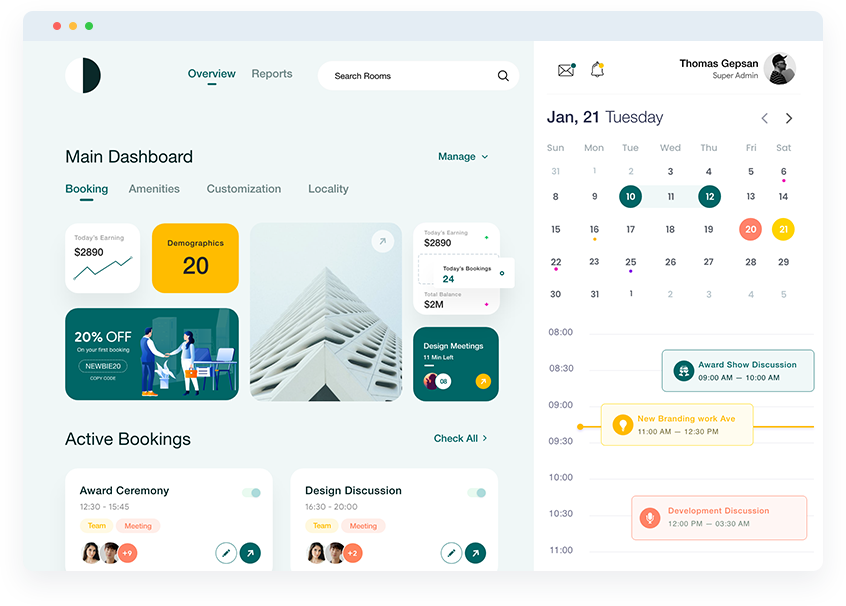 Overview Reports
Search Rooms
Thomas Gepsan
Super Admin
Main Dashboard
Manage
Booking Amenities Customization Locality
Today's Earning
$2890
Demographics
20
Today's Earning
$2890
Today's Bookings
24
Total Balance
$2M
20% OFF
On your first booking
NEWBIE20
COPY CODE
Design Meetings
11 Min Left
08
Active Bookings
Check All
Award Ceremony
12:30 - 15:45
Team Meeting
+9
Design Discussion
16:30 - 20:00
Team Meeting
+2
Jan, 21 Tuesday
Sun Mon Tue Wed Thu Fri Sat
31 1 2 3 4 5 6
8 9 10 11 12 13 14
15 16 17 18 19 20 21
22 23 25 26 27 28 29
30 31 1 2 3 4 5
08:00
08:30
Award Show Discussion
09:00 AM — 10:00 AM
09:00
New Branding work Ave
11:00 AM — 12:30 PM
09:30
10:00
10:30
Development Discussion
12:00 PM — 03:30 AM
11:00